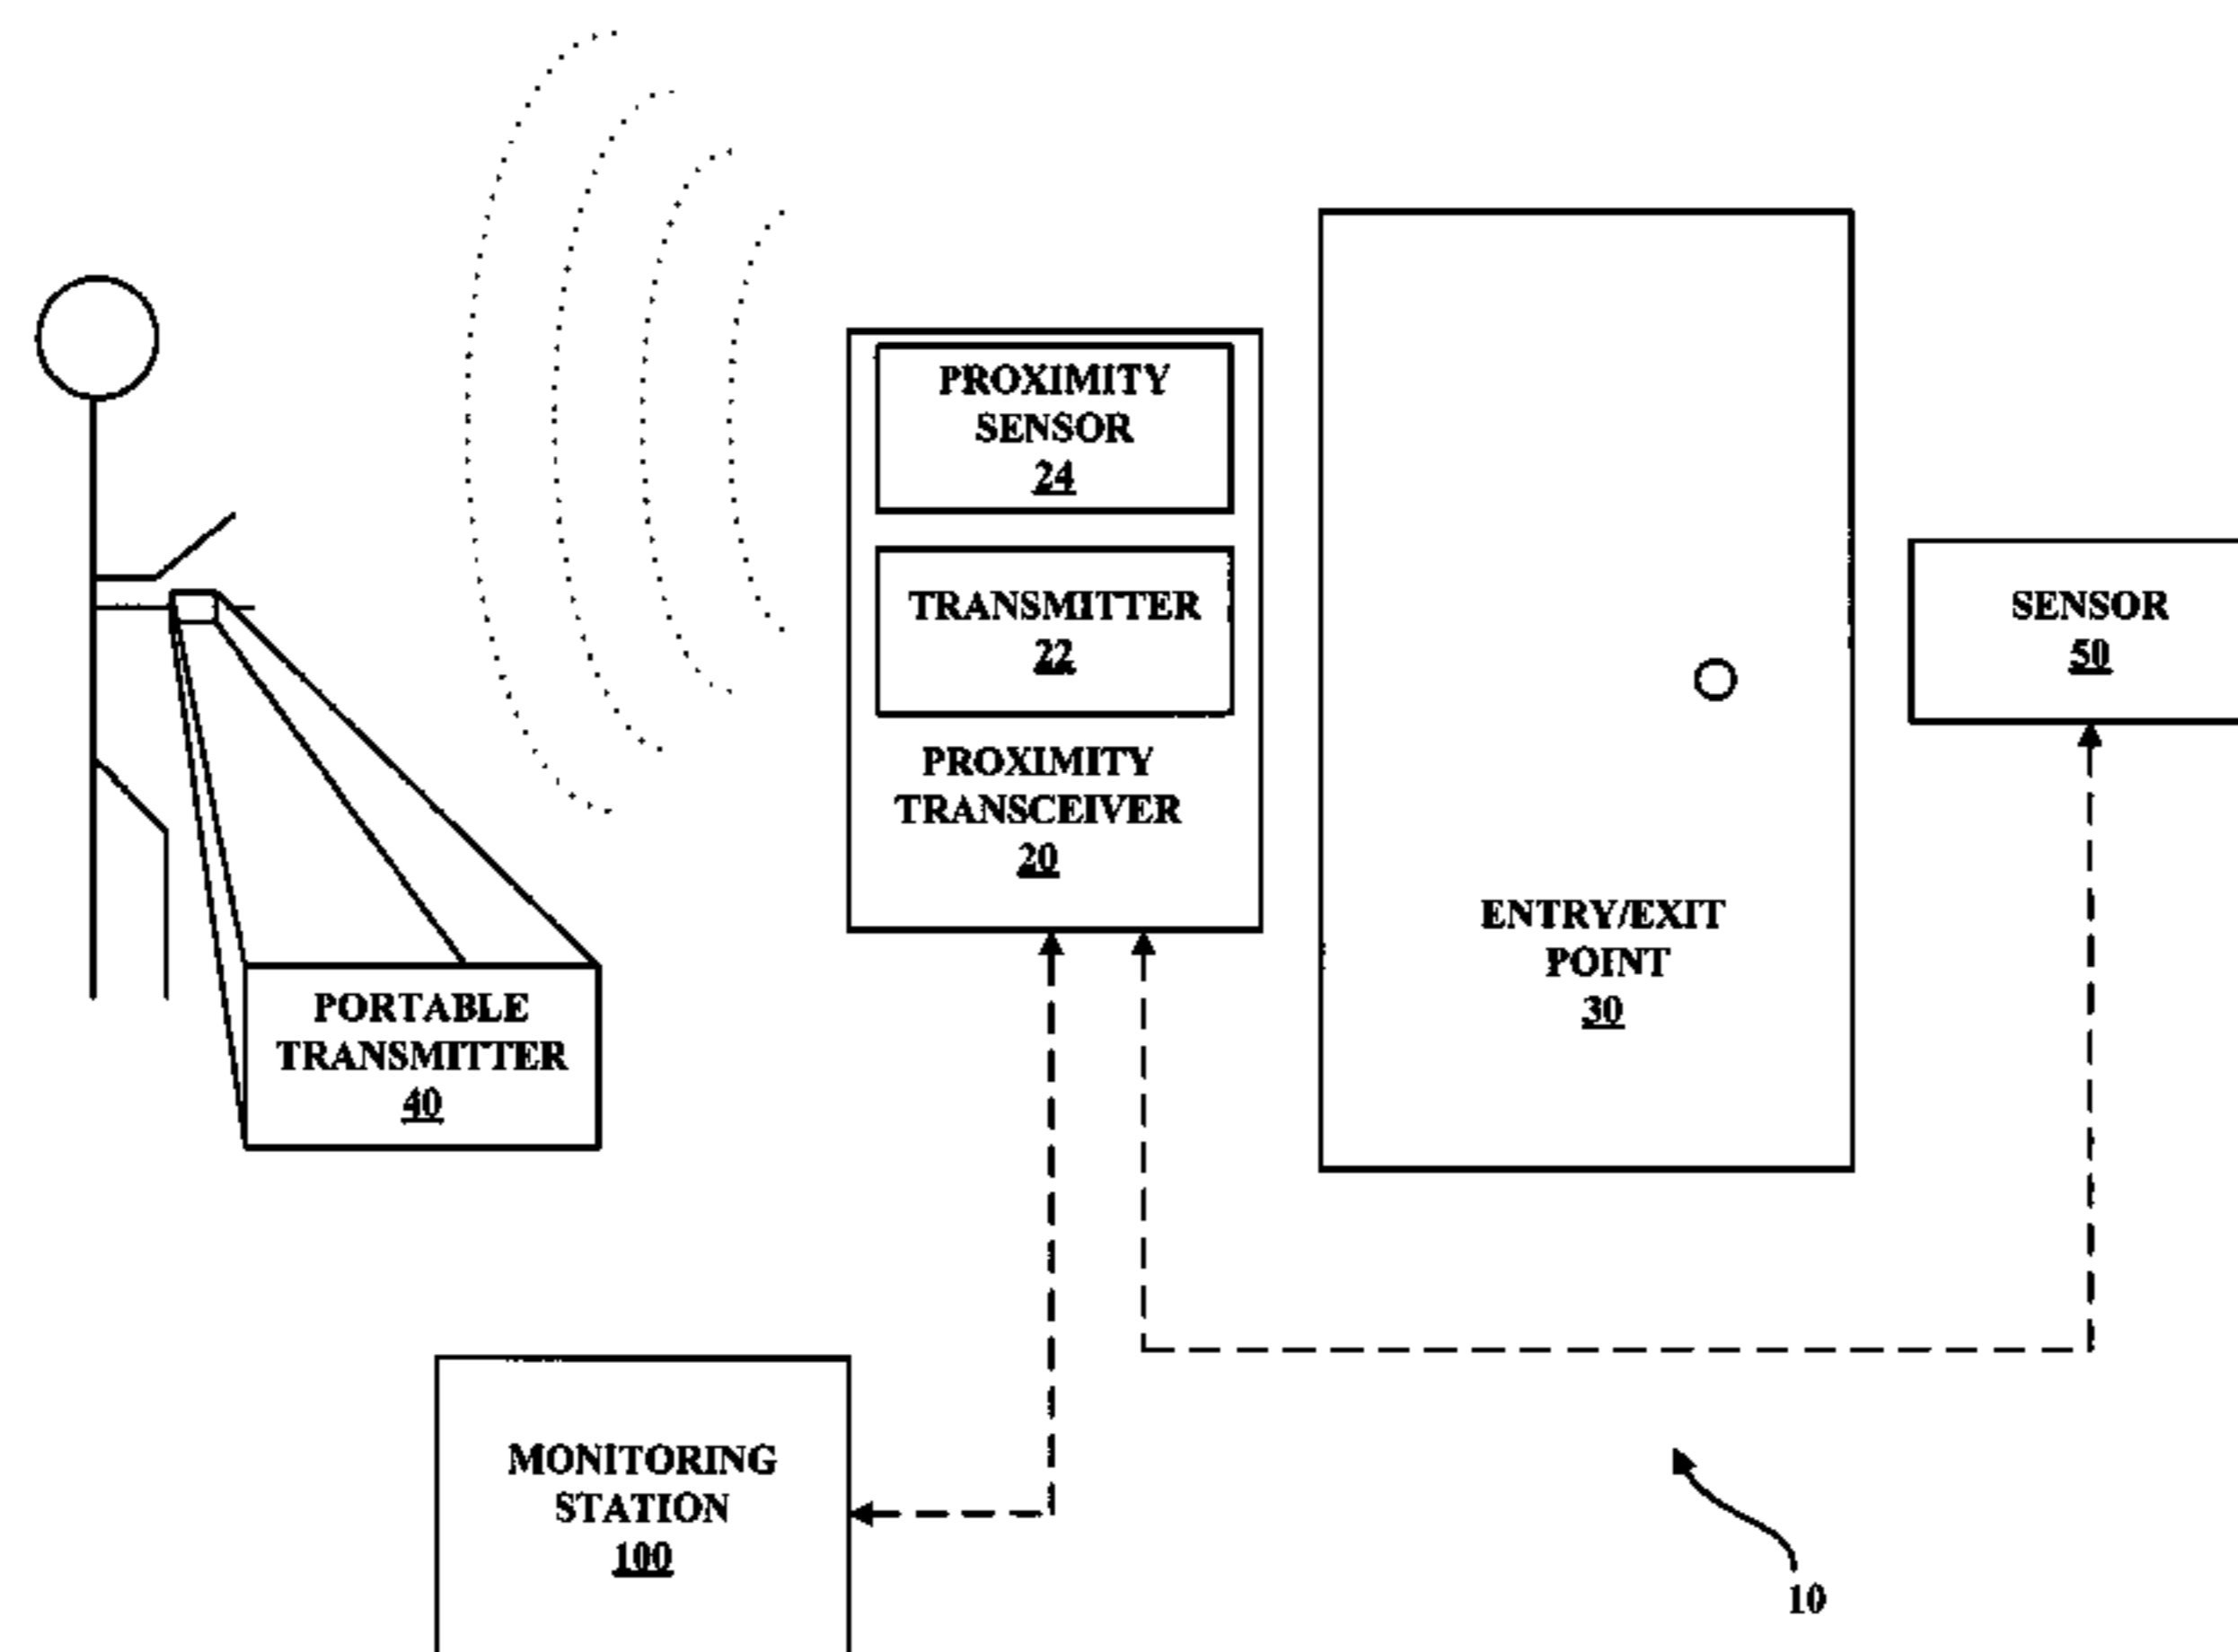 PROXIMITY
SENSOR
24
TRANSMITTER
22
PROXIMITY
TRANSCEIVER
20
ENTRY/EXIT
POINT
30
SENSOR
50
PORTABLE
TRANSMITTER
40
MONITORING
STATION
100
10